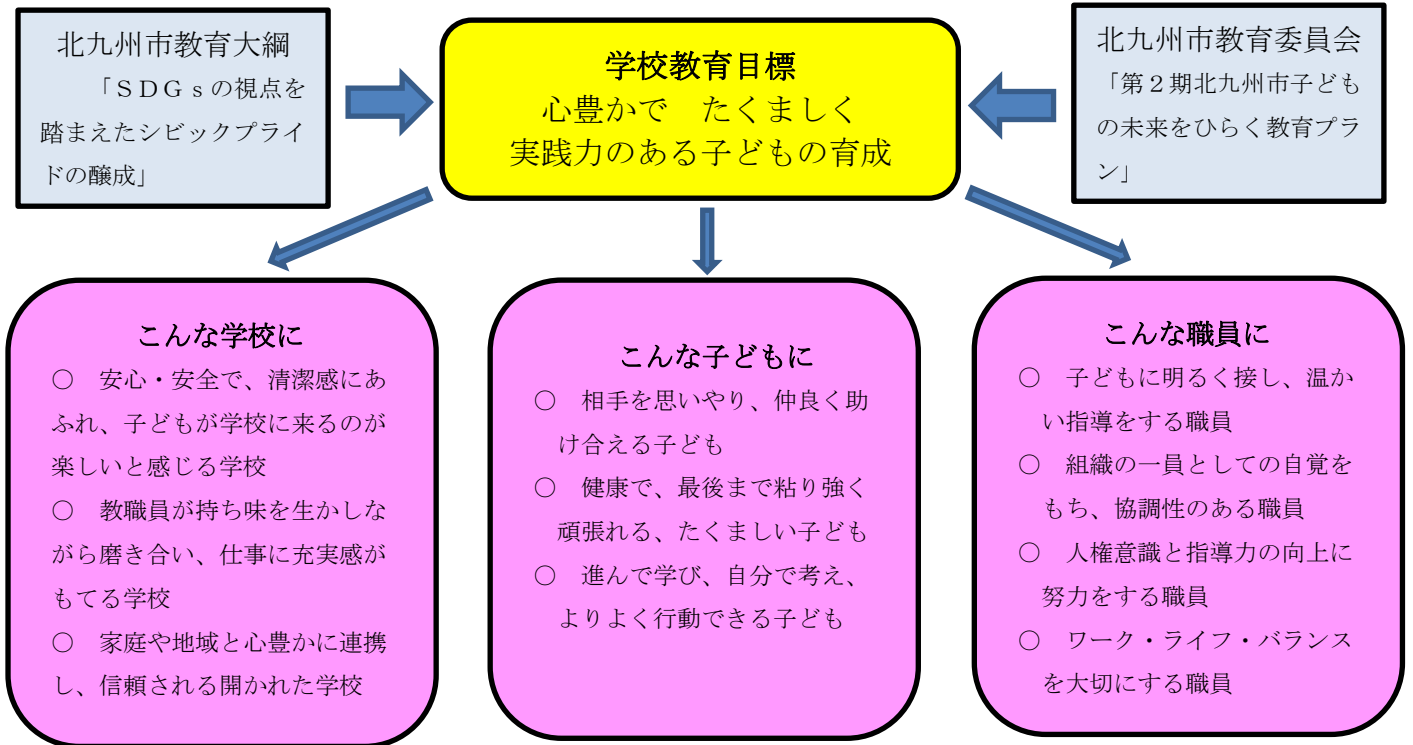 北九州市教育大綱
「ＳＤＧｓの視点を
踏まえたシビックプライ
ドの醸成」
学校教育目標
心豊かで　たくましく
実践力のある子どもの育成
北九州市教育委員会
「第２期北九州市子ども
の未来をひらく教育プラ
ン」
こんな学校に
○　安心・安全で、清潔感にあ
ふれ、子どもが学校に来るのが
楽しいと感じる学校
○　教職員が持ち味を生かしな
がら磨き合い、仕事に充実感が
もてる学校
○　家庭や地域と心豊かに連携
し、信頼される開かれた学校
こんな子どもに
○　相手を思いやり、仲良く助
け合える子ども
○　健康で、最後まで粘り強く
頑張れる、たくましい子ども
○　進んで学び、自分で考え、
よりよく行動できる子ども
こんな職員に
○　子どもに明るく接し、温か
い指導をする職員
○　組織の一員としての自覚を
もち、協調性のある職員
○　人権意識と指導力の向上に
努力をする職員
○　ワーク・ライフ・バランス
を大切にする職員